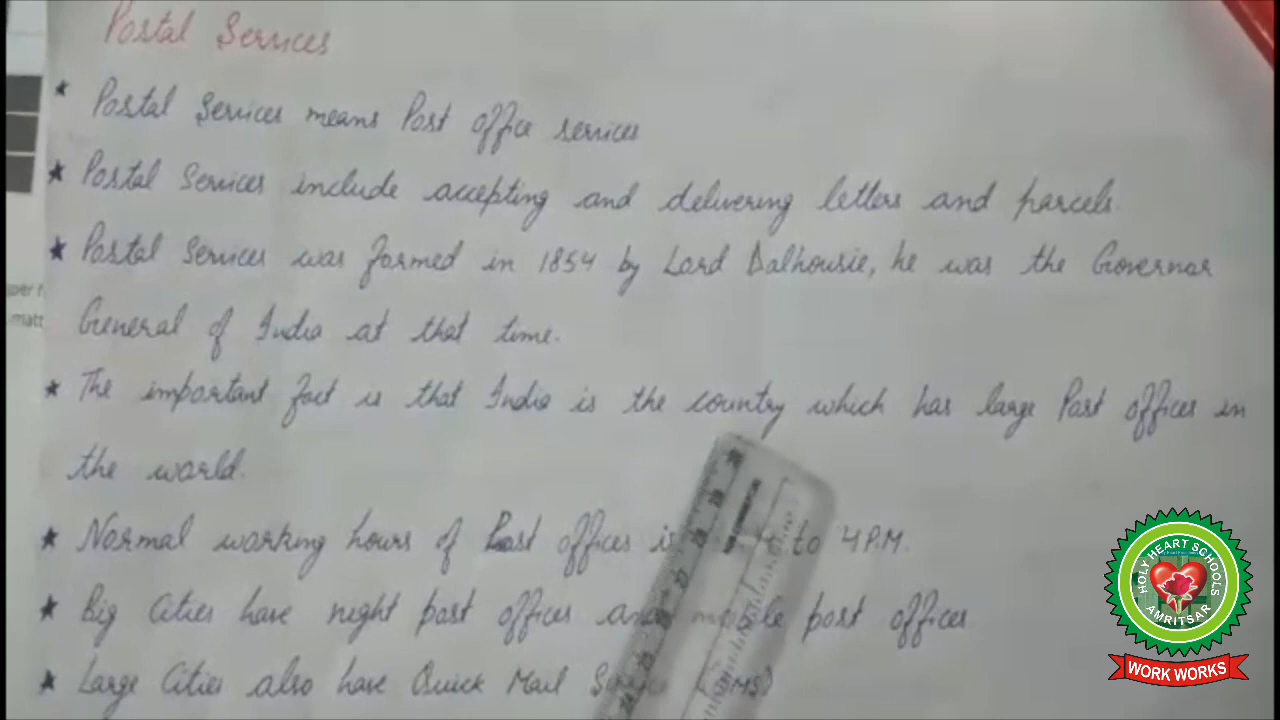 Postal Services
★ Postal Services means Post office services
★ Postal Services include accepting and delivering letters and parcels.
★ Postal Services was formed in 1854 by Lord Dalhousie, he was the Governor
General of India at that time.
★ The important fact is that India is the country which has large Post offices in
the world.
★ Normal working hours of Post offices is to 4 P.M.
★ Big Cities have night post offices and mobile post offices
★ Large Cities also have Quick Mail Service (QMS)
HOLY HEART SCHOOLS
AMRITSAR
WORK WORKS